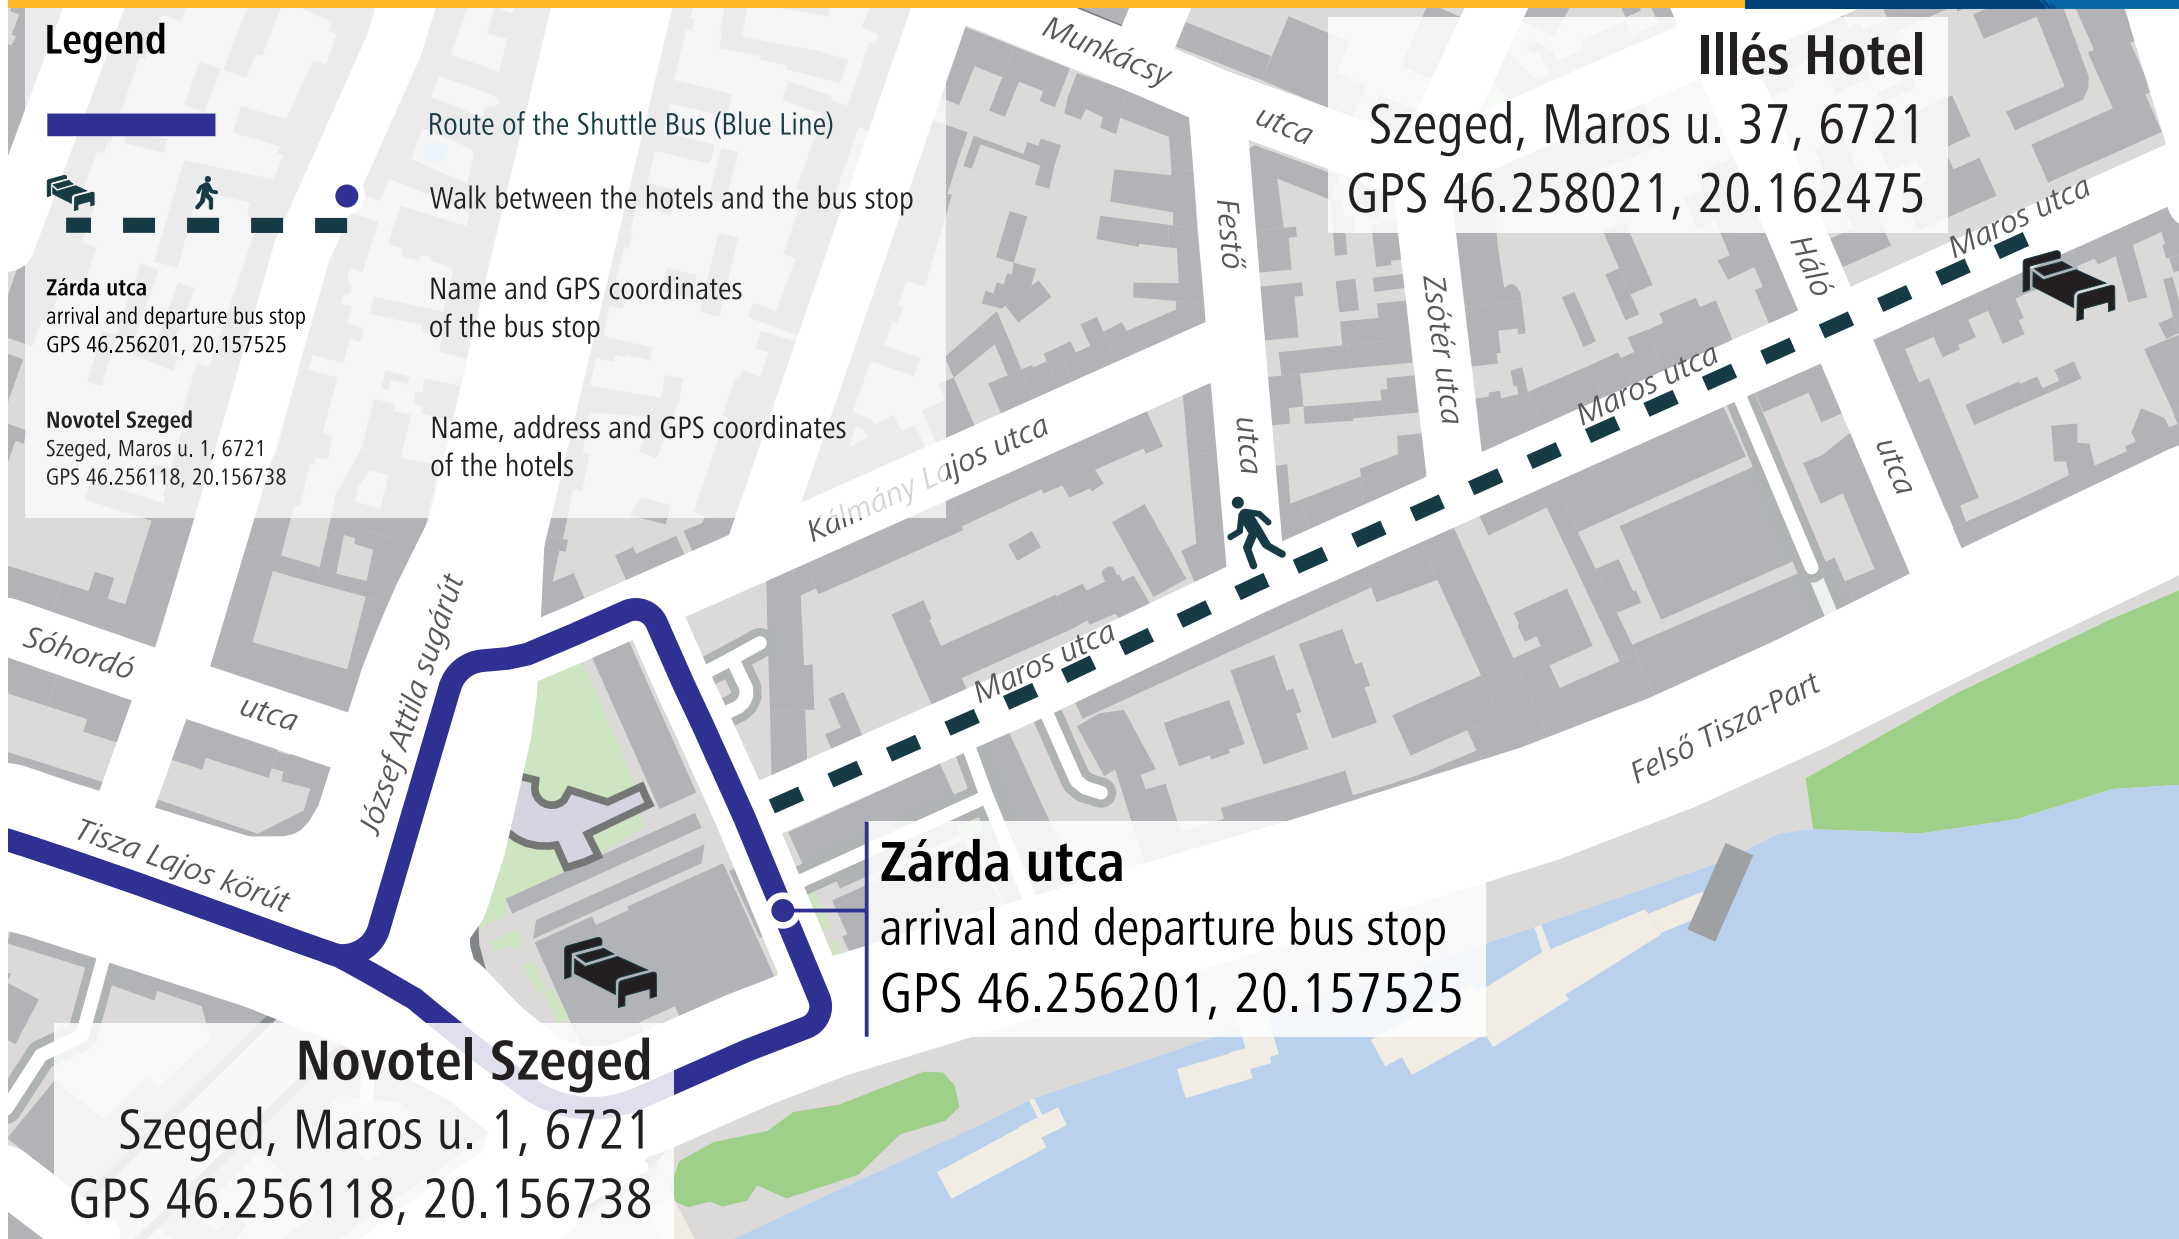 Legend
Route of the Shuttle Bus (Blue Line)
Walk between the hotels and the bus stop
Zárda utca
arrival and departure bus stop
GPS 46.256201, 20.157525
Name and GPS coordinates
of the bus stop
Novotel Szeged
Szeged, Maros u. 1, 6721
GPS 46.256118, 20.156738
Name, address and GPS coordinates
of the hotels
Illés Hotel
Szeged, Maros u. 37, 6721
GPS 46.258021, 20.162475
Munkácsy
utca
Festő
utca
Zsótér utca
Háló
utca
Maros utca
Maros utca
Maros utca
Kálmány Lajos utca
József Attila sugárút
Sóhordó
utca
Tisza Lajos körút
Felső Tisza-Part
Zárda utca
arrival and departure bus stop
GPS 46.256201, 20.157525
Novotel Szeged
Szeged, Maros u. 1, 6721
GPS 46.256118, 20.156738